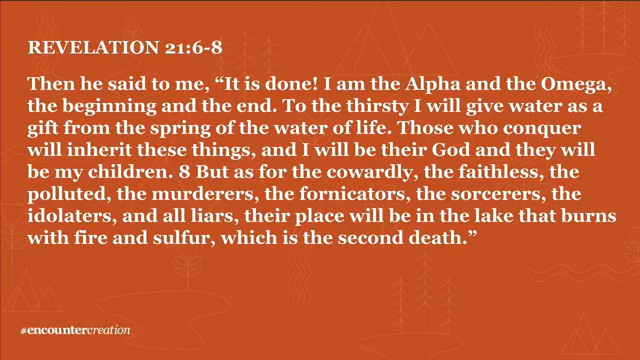 REVELATION 21:6-8
Then he said to me, “It is done! I am the Alpha and the Omega,
the beginning and the end. To the thirsty I will give water as a
gift from the spring of the water of life. Those who conquer
will inherit these things, and I will be their God and they will
be my children. 8 But as for the cowardly, the faithless, the
polluted, the murderers, the fornicators, the sorcerers, the
idolaters, and all liars, their place will be in the lake that burns
with fire and sulfur, which is the second death.”
#encountercreation